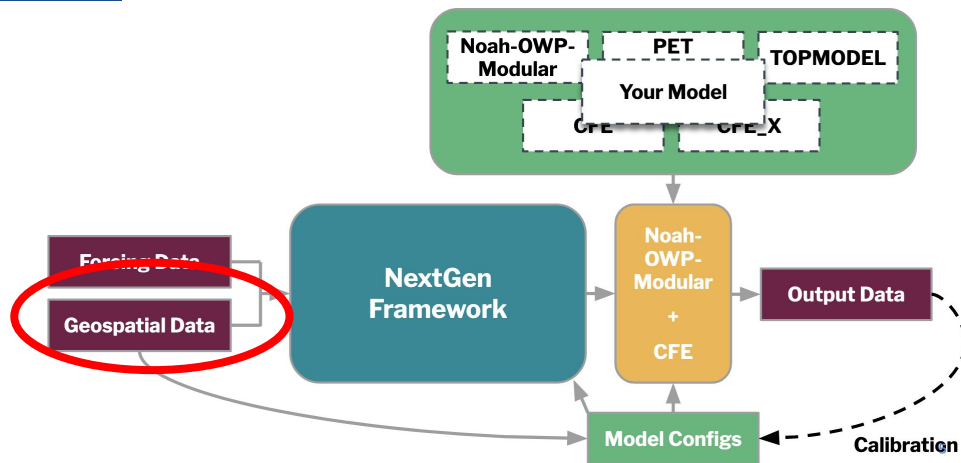 Noah-OWP-
Modular
PET
TOPMODEL
Your Model
CFE
CFE_X
Forcing Data
Geospatial Data
NextGen
Framework
Noah-
OWP-
Modular
+
CFE
Output Data
Model Configs
Calibration